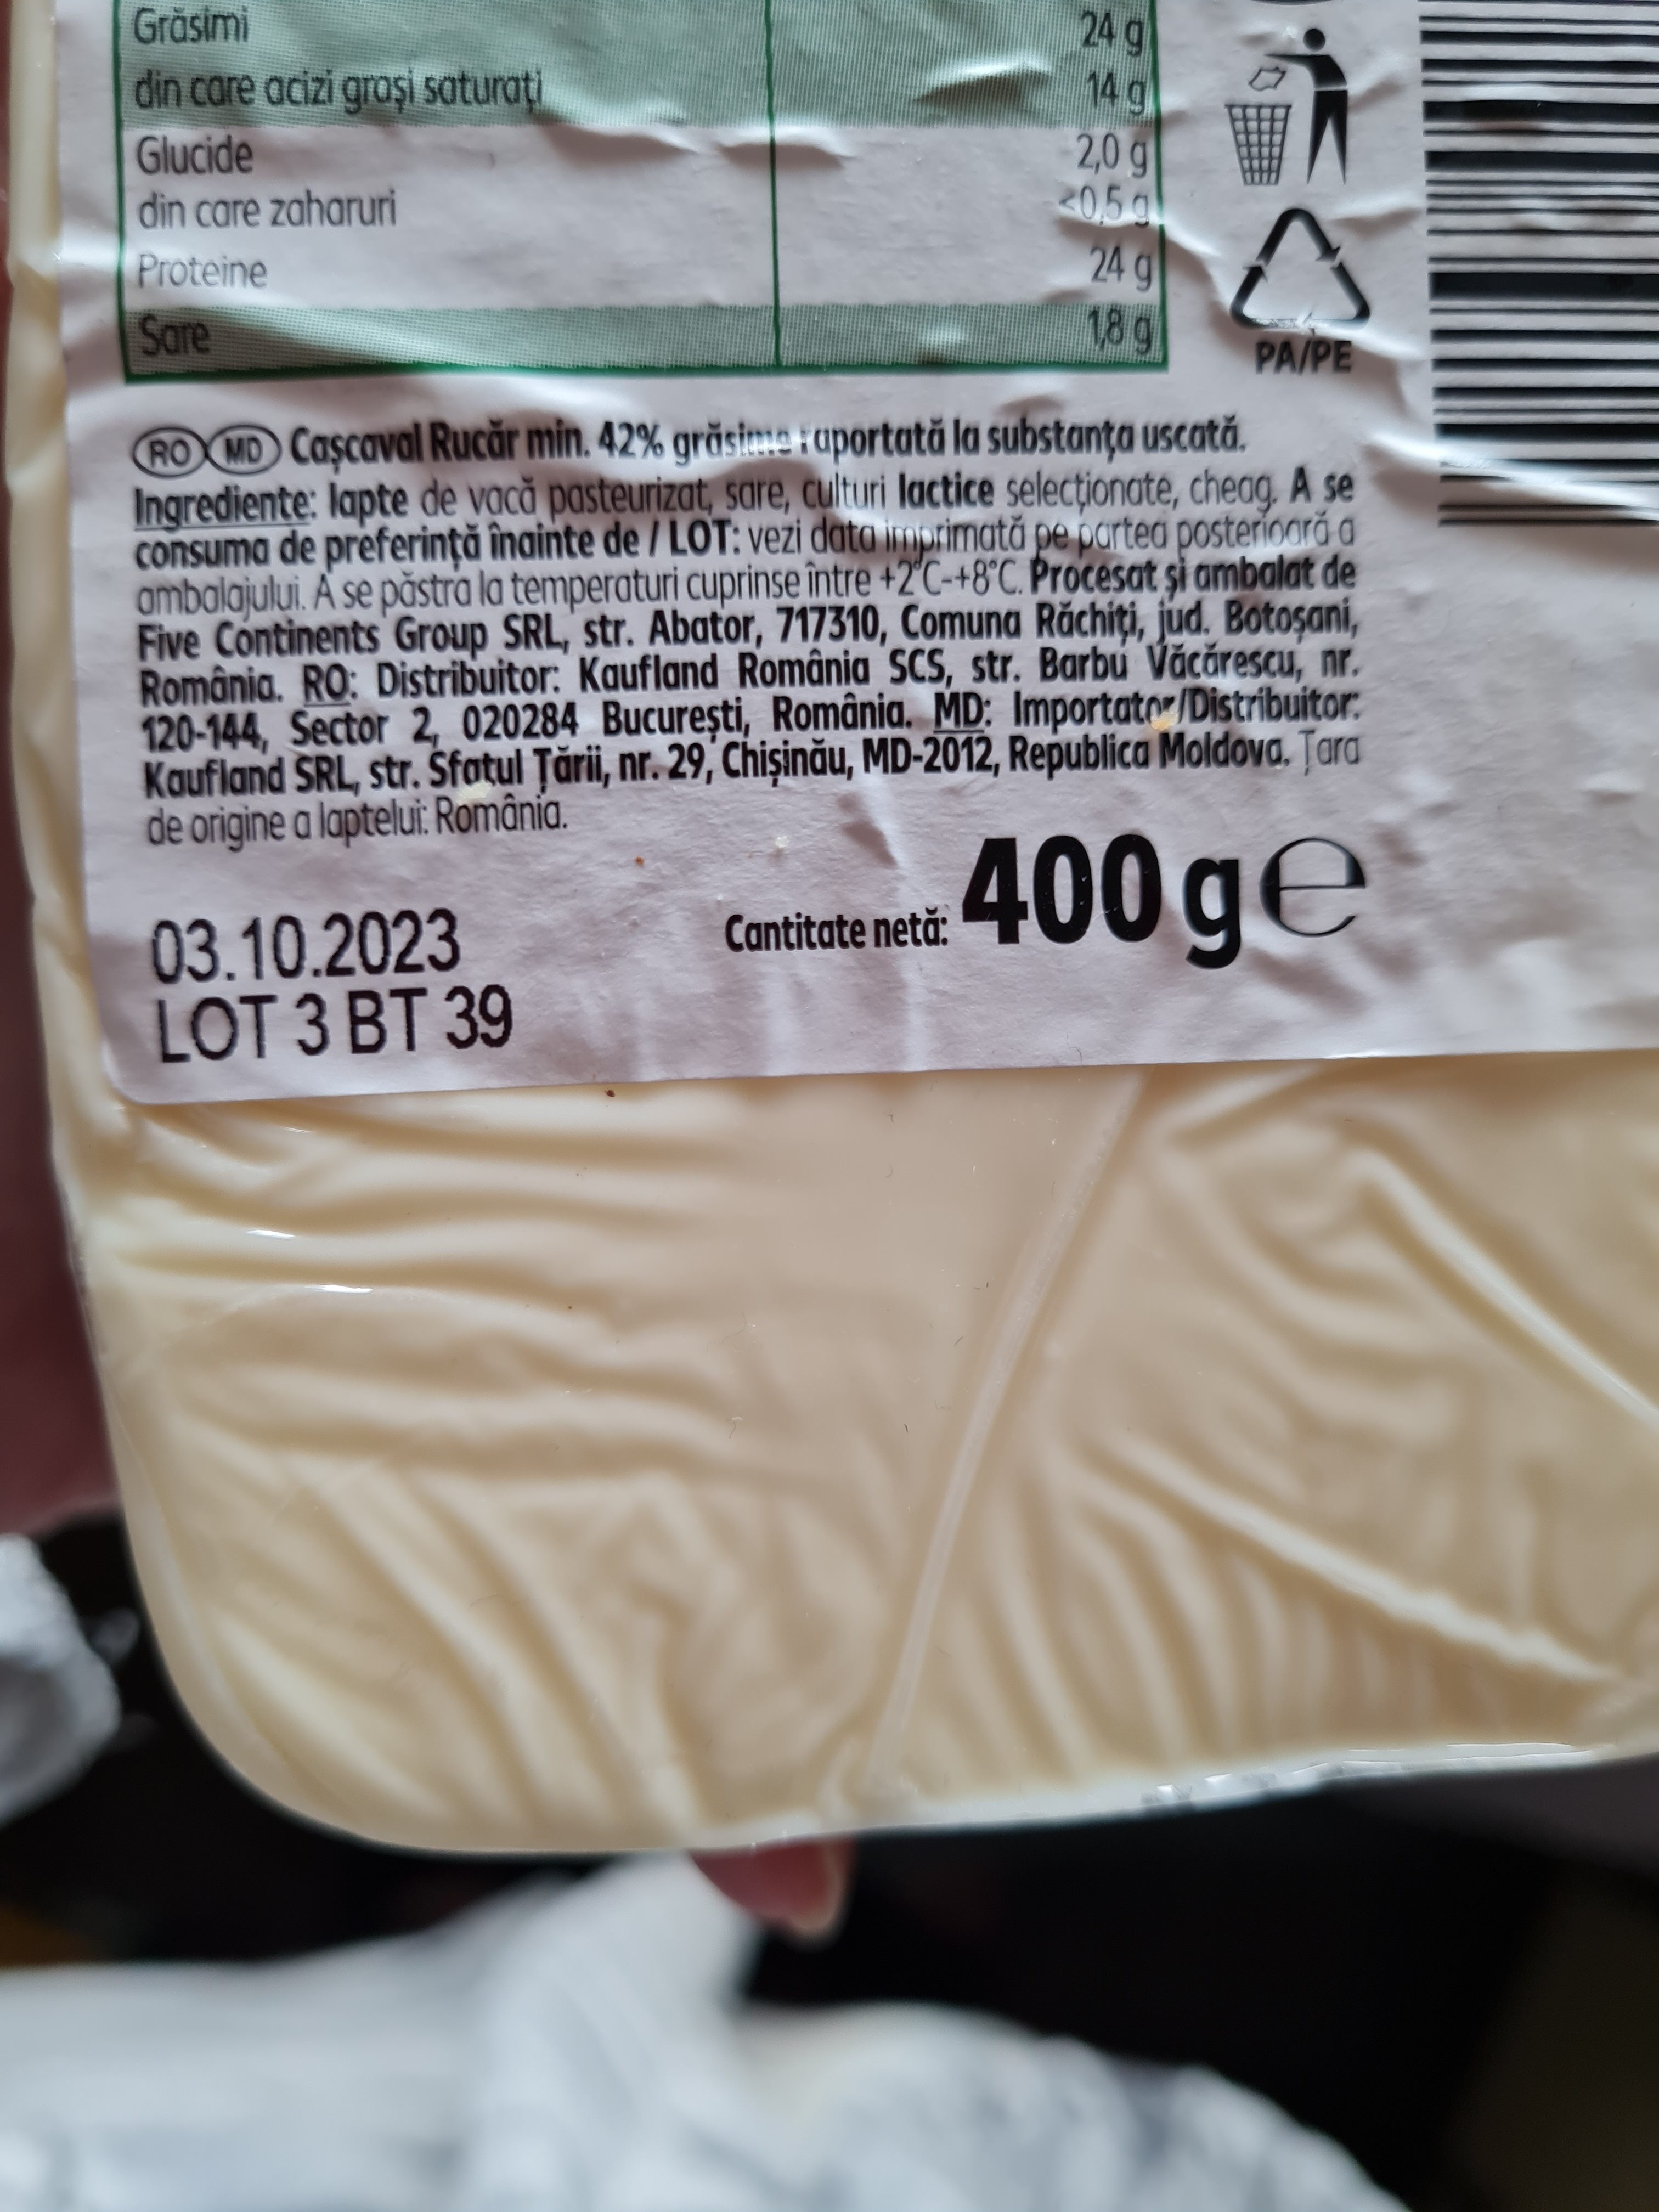 Grăsimi 24 g
din care acizi grași saturați 14 g
Glucide 2,0 g
din care zaharuri <0,5 g
Proteine 24 g
Sare 1,8 g
PA/PE
RO MD Cașcaval Rucăr min. 42% grăsime raportată la substanța uscată.
Ingrediente: lapte de vacă pasteurizat, sare, culturi lactice selecționate, cheag. A se
consuma de preferință înainte de / LOT: vezi data imprimată pe partea posterioară a
ambalajului. A se păstra la temperaturi cuprinse între +2°C-+8°C. Procesat și ambalat de
Five Continents Group SRL, str. Abator, 717310, Comuna Răchiți, jud. Botoșani,
România. RO: Distribuitor: Kaufland România SCS, str. Barbu Văcărescu, nr.
120-144, Sector 2, 020284 București, România. MD: Importator/Distribuitor:
Kaufland SRL, str. Sfatul Țării, nr. 29, Chișinău, MD-2012, Republica Moldova. Țara
de origine a laptelui: România.
Cantitate netă: 400 g e
03.10.2023
LOT 3 BT 39